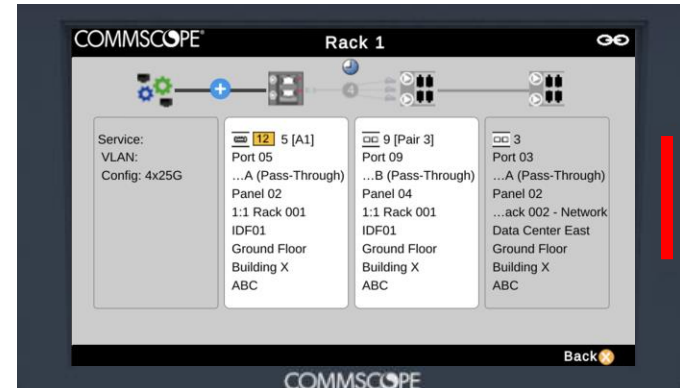 COMMSCOPE®
Rack 1
4
Service:
VLAN:
Config: 4x25G
12 5 [A1]
Port 05
…A (Pass-Through)
Panel 02
1:1 Rack 001
IDF01
Ground Floor
Building X
ABC
9 [Pair 3]
Port 09
…B (Pass-Through)
Panel 04
1:1 Rack 001
IDF01
Ground Floor
Building X
ABC
3
Port 03
…A (Pass-Through)
Panel 02
…ack 002 - Network
Data Center East
Ground Floor
Building X
ABC
Back
COMMSCOPE